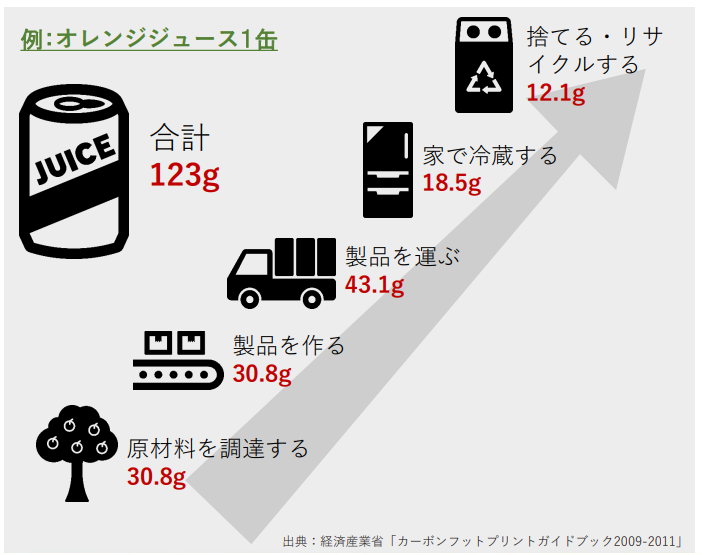 例:オレンジジュース1缶
JUICE
合計
123g
捨てる・リサ
イクルする
12.1g
家で冷蔵する
18.5g
製品を運ぶ
43.1g
製品を作る
30.8g
原材料を調達する
30.8g
出典：経済産業省「カーボンフットプリントガイドブック2009-2011」